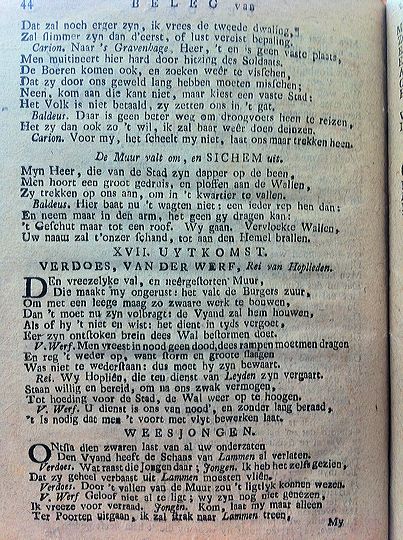 44 BELEG van
Dat zal noch erger zyn, ik vrees de tweede dwaling,
Zal slimmer zyn dan d'eerst, of lust vereist bepaling.
Carion. Naar 's Gravenhage, Heer, 't en is geen vaste plaats,
Men muitineert hier hard door hitzing des Soldaats.
De Boeren komen ook, en zoeken weêr te visschen,
Dat zy door ons geweld lang hebben moeten misschen;
Neen, kom aan die kant niet, maar kiest een vaste Stad:
Het Volk is niet betaald, zy zetten ons in 't gat.
Baldeus. Daar is geen beter weg om droogvoets heen te reizen,
Het zy dan ook zo 't wil, ik zal haar weêr doen deinzen.
Carion. Voor my, het scheelt my niet, laat ons maar trekken heen.
De Muur valt om, en SICHEM uit.
Myn Heer, die van de Stad zyn dapper op de been,
Men hoort een groot gedruis, en ploffen aan de Wallen,
Zy trekken op ons aan, om in 't kwartier te vallen.
Baldeus. Hier baat nu 't wagten niet: een ieder rep hen dan;
En neem maar in den arm, het geen gy dragen kan:
't Geschut maar tot een roof. Wy gaan. Vervloekte Wallen,
Uw naam zal t'onzer schand, tot aan den Hemel brallen.
XVII. UYTKOMST.
VERDOES, VAN DER WERF, Rei van Hoplieden.
DEn vreezelyke val, en neêrgestorten Muur,
Die maakt my ongerust: het valt de Burgers zuur,
Om met een leege maag zo zware werk te bouwen,
Dan 't moet nu zyn volbragt: de Vyand zal hem houwen,
Als of hy 't niet en wist: het dient in tyds vervoet,
Eer zyn ontstoken brein dees Wal bestormen doet.
V. Werf. Men vreest in nood geen dood, dees rampen moet men dragen
En reg 't weder op, want storm en groote slagen
Was niet te wederstaan: dus moet hy zyn bewaart.
Rei. Wy Hopliên, die ten dienst van Leyden zyn vergaart.
Staan willig en bereid, om na ons zwak vermogen,
Tot hoeding voor de Stad, de Wal weer op te hoogen.
V. Werf. U dienst is ons van nood', en zonder lang beraad,
't Is nodig dat men 't voort met vlyt bewerken laat.
WEESJONGEN.
ONtsla dien zwaren last van al uw onderzaten
Den Vyand heeft de Schans van Lammen al verlaten.
Verdoes. Wat raast die Jongen daar; Jongen. Ik heb het zelfs gezien,
Dat zy geheel verbaast uit Lammen moesten vliên.
Verdoes. Door 't vallen van de Muur zou 't ligtlyk konnen wezen.
V. Werf Geloof niet al te ligt; wy zyn nog niet genezen,
Ik vreeze voor verraad. Jongen. Kom, laat my maar alleen
Ter Poorten uitgaan, ik zal strak naar Lammen treên,
My